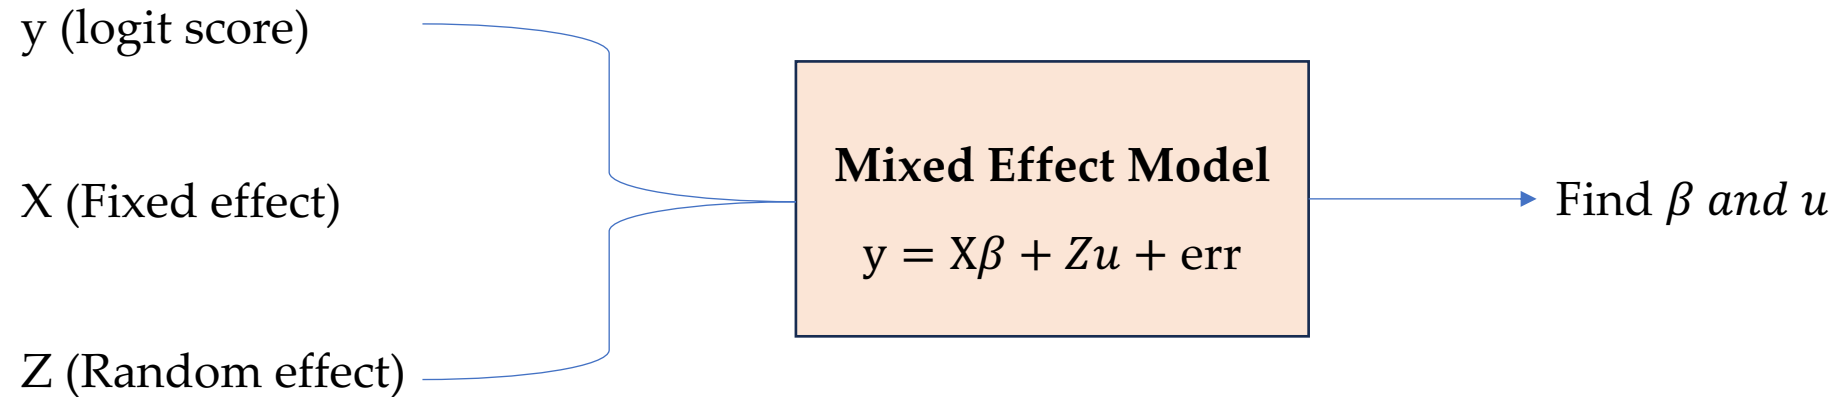 y (logit score)
X (Fixed effect)
Z (Random effect)
Mixed Effect Model
y = Xβ + Zu + err
Find β and u